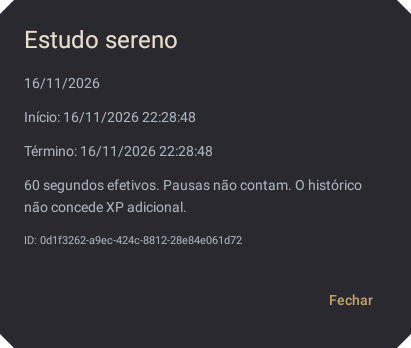 Estudo sereno
16/11/2026
Início: 16/11/2026 22:28:48
Término: 16/11/2026 22:28:48
60 segundos efetivos. Pausas não contam. O histórico
não concede XP adicional.
ID: 0d1f3262-a9ec-424c-8812-28e84e061d72
Fechar